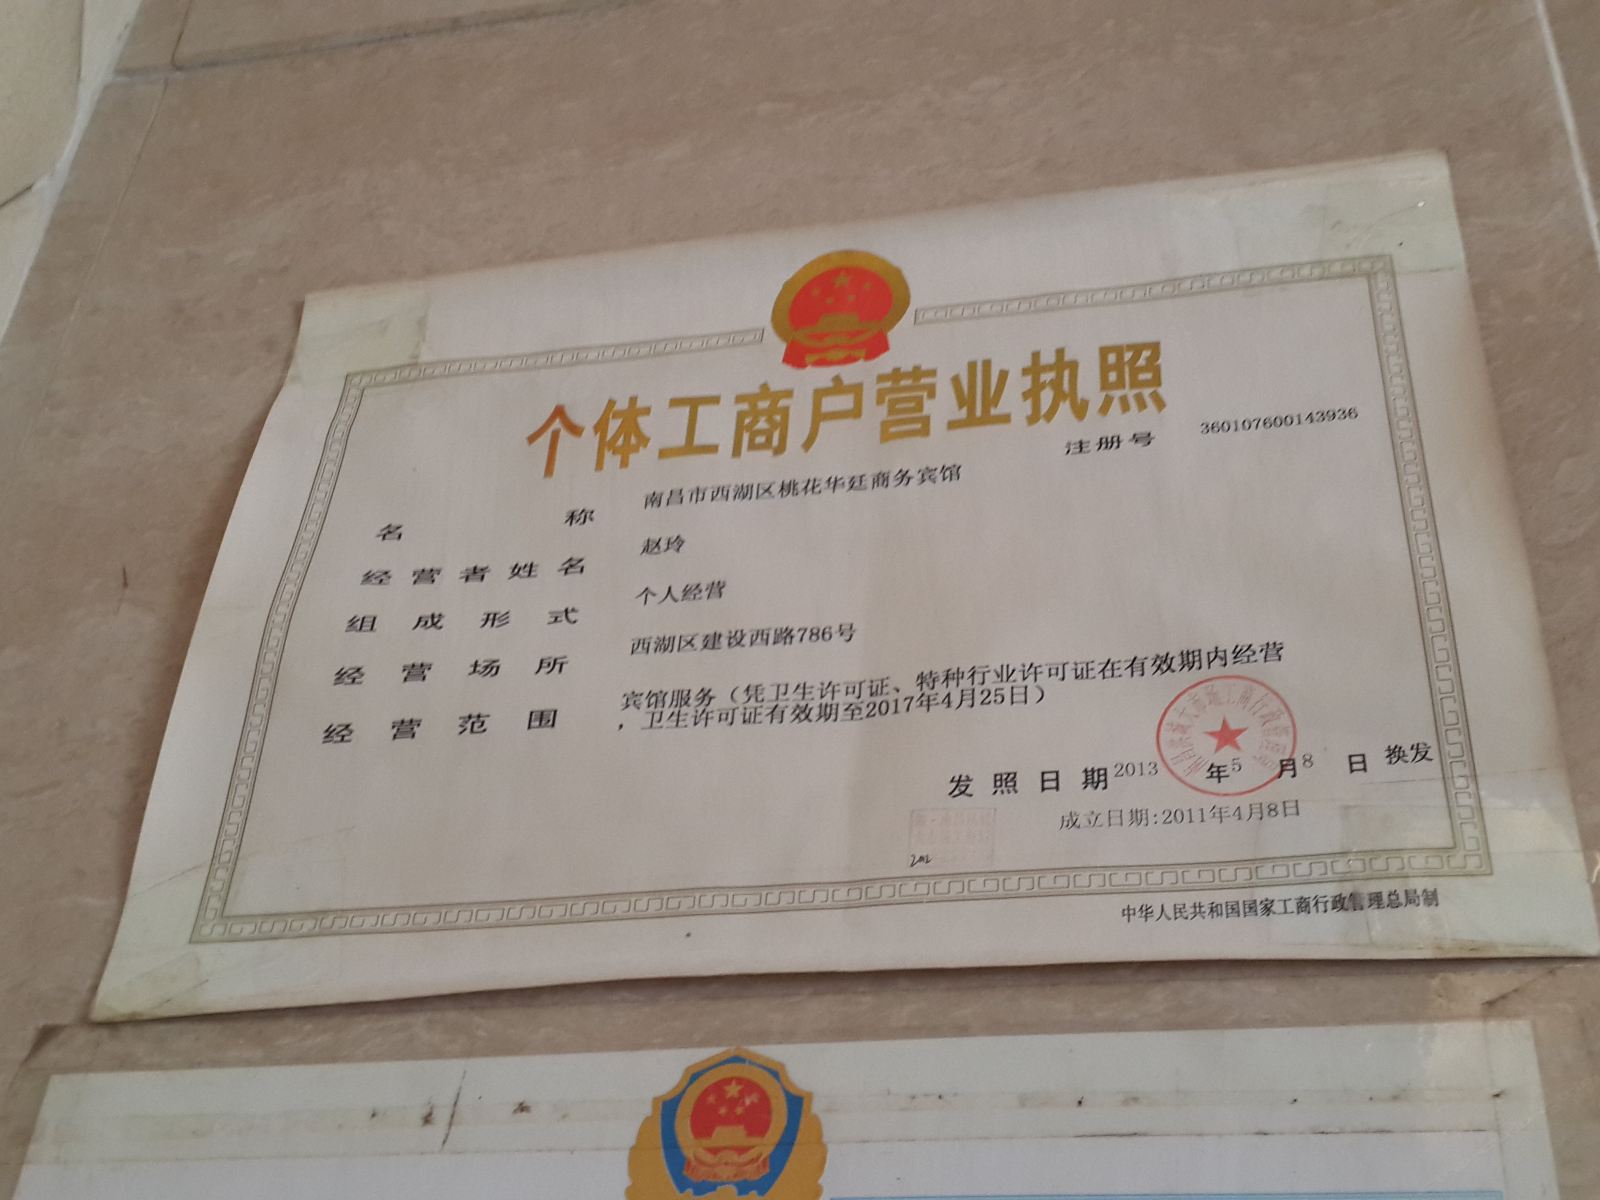 个体工商户营业执照
注册号 360107600143936
名称 南昌市西湖区桃花华廷商务宾馆
经营者姓名 赵玲
组成形式 个人经营
经营场所 西湖区建设西路786号
经营范围 宾馆服务（凭卫生许可证、特种行业许可证在有效期内经营
，卫生许可证有效期至2017年4月25日）
发照日期2013年5月8日换发
成立日期:2011年4月8日
中华人民共和国国家工商行政管理总局制